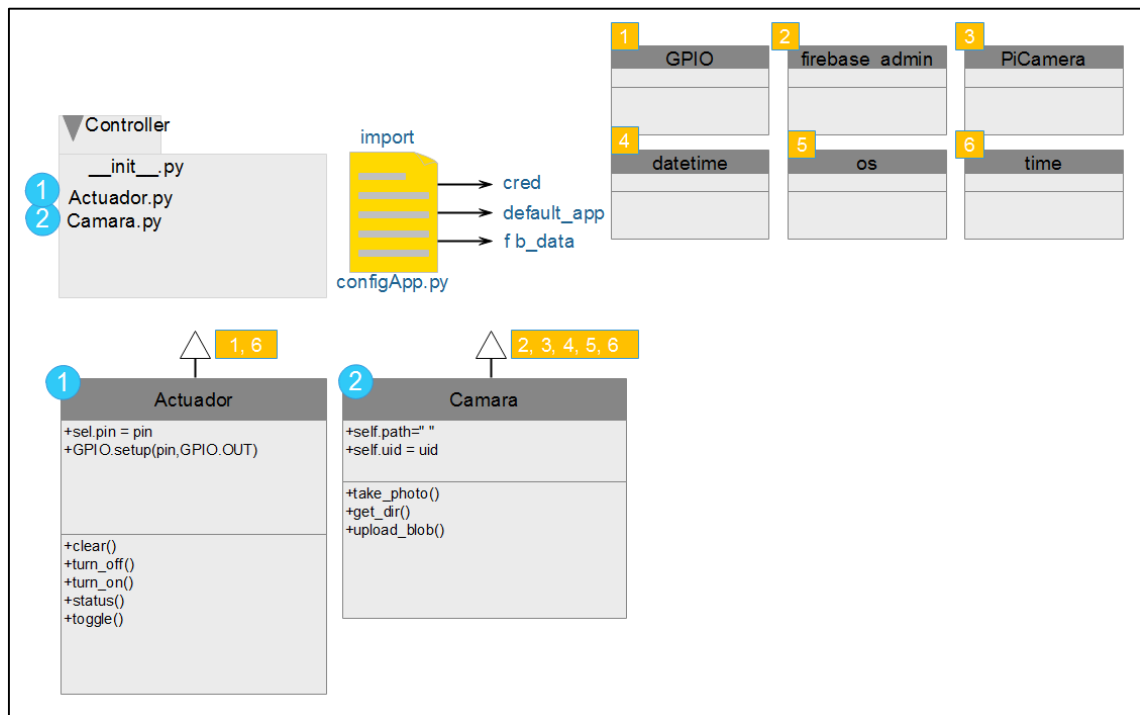 Controller
__init__.py
1
Actuador.py
2
Camara.py
import
cred
default_app
f b_data
configApp.py
1
GPIO
2
firebase_admin
3
PiCamera
4
datetime
5
os
6
time
1, 6
1
Actuador
+sel.pin = pin
+GPIO.setup(pin,GPIO.OUT)
+clear()
+turn_off()
+turn_on()
+status()
+toggle()
2, 3, 4, 5, 6
2
Camara
+self.path=" "
+self.uid = uid
+take_photo()
+get_dir()
+upload_blob()